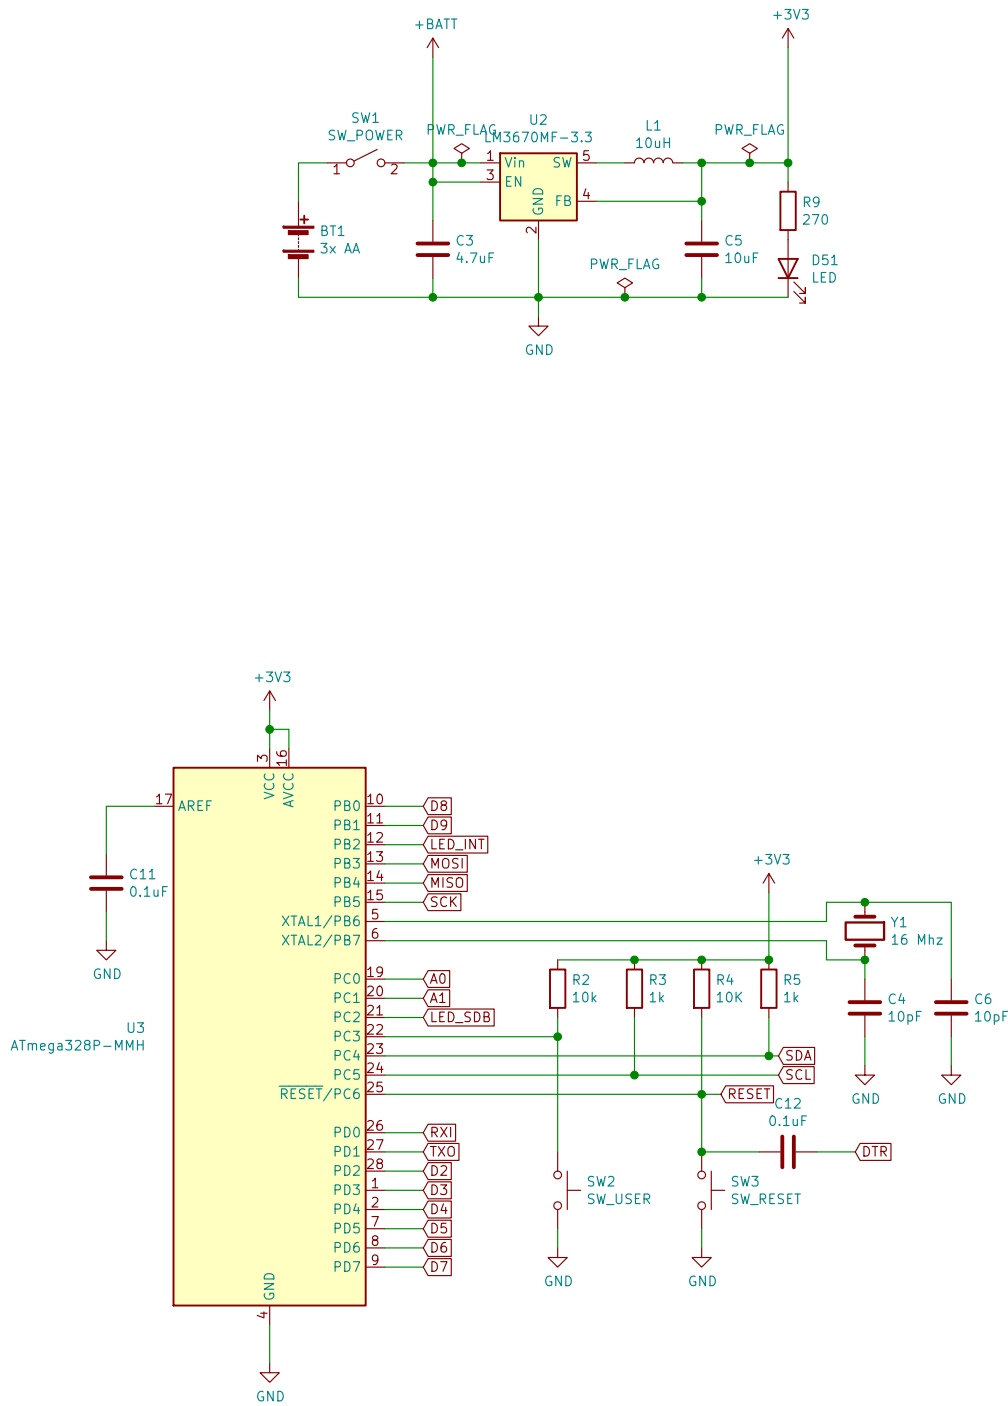 +BATT
+3V3
SW1
SW_POWER
PWR_FLAG
U2
LM3670MF-3.3
L1
10uH
PWR_FLAG
1
2
1
Vin
SW
5
3
EN
FB
4
GND
2
R9
270
BT1
3x AA
C3
4.7uF
C5
10uF
D51
LED
PWR_FLAG
GND
+3V3
3
16
VCC
AVCC
17
AREF
PB0
10
D8
PB1
11
D9
PB2
12
LED_INT
PB3
13
MOSI
PB4
14
MISO
PB5
15
SCK
XTAL1/PB6
5
XTAL2/PB7
6
PC0
19
A0
PC1
20
A1
PC2
21
LED_SDB
PC3
22
PC4
23
SDA
PC5
24
SCL
RESET/PC6
25
RESET
PD0
26
RXI
PD1
27
TXO
PD2
28
D2
PD3
1
D3
PD4
2
D4
PD5
7
D5
PD6
8
D6
PD7
9
D7
GND
4
GND
C11
0.1uF
GND
U3
ATmega328P-MMH
+3V3
R2
10k
R3
1k
R4
10K
R5
1k
Y1
16 Mhz
C4
10pF
C6
10pF
GND
GND
C12
0.1uF
DTR
SW2
SW_USER
SW3
SW_RESET
GND
GND